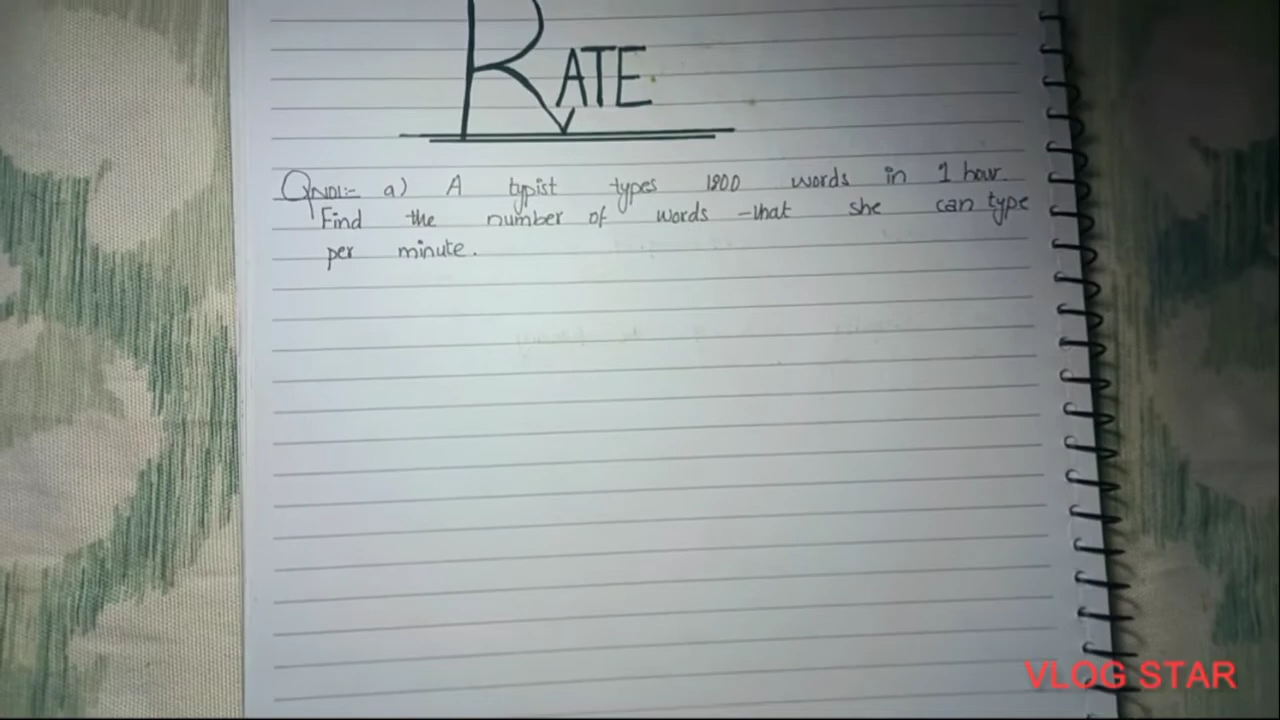 RATE
QNO1:- a) A typist types 1800 words in 1 hour.
Find the number of words that she can type
per minute.
VLOG STAR